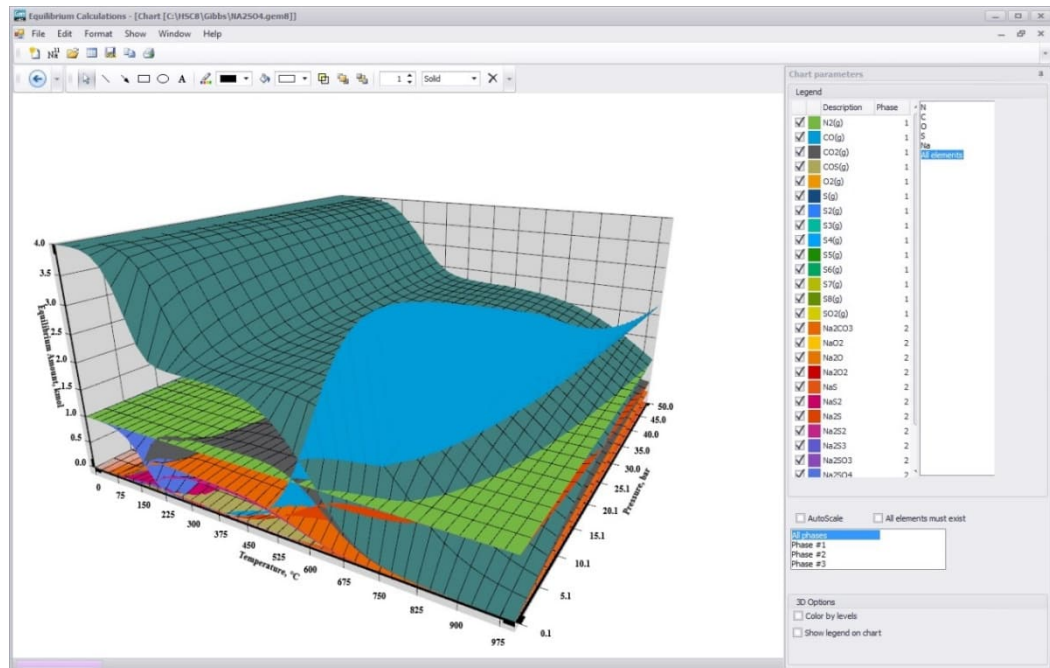 Equilibrium Calculations - [Chart [C:\HSC8\Gibbs\NA2SO4.gem8]]
File Edit Format Show Window Help
1 Solid
Chart parameters
Legend
Description Phase
N2(g) 1
CO(g) 1
CO2(g) 1
COS(g) 1
O2(g) 1
S(g) 1
S2(g) 1
S3(g) 1
S4(g) 1
S5(g) 1
S6(g) 1
S7(g) 1
S8(g) 1
SO2(g) 1
Na2CO3 2
NaO2 2
Na2O 2
Na2O2 2
NaS 2
NaS2 2
Na2S 2
Na2S2 2
Na2S3 2
Na2SO3 2
Na2SO4 2
N
C
O
S
Na
All elements
AutoScale All elements must exist
All phases
Phase #1
Phase #2
Phase #3
3D Options
Color by levels
Show legend on chart
Equilibrium Amount, kmol
4.0
3.5
3.0
2.5
2.0
1.5
1.0
0.5
0.0
0
75
150
225
300
375
450
525
600
675
750
825
900
975
Temperature, °C
50.0
45.0
40.0
35.0
30.0
25.1
20.1
15.1
10.1
5.1
0.1
Pressure, bar